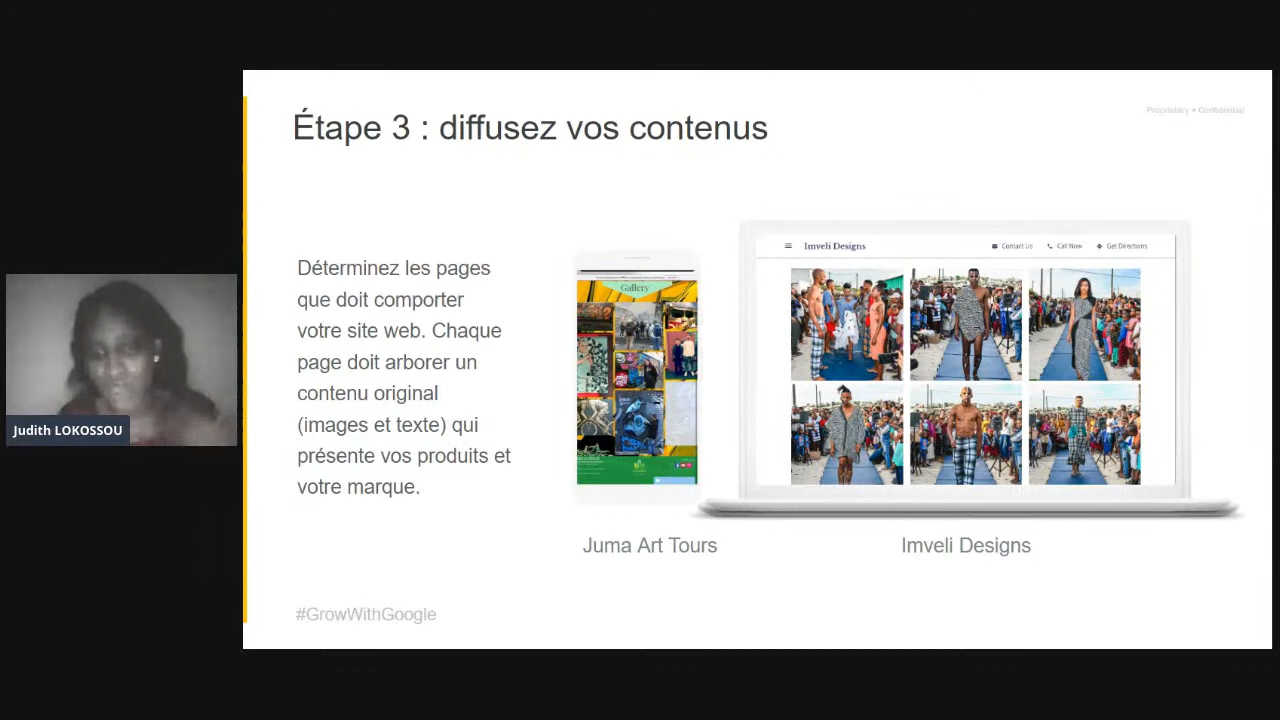 Étape 3 : diffusez vos contenus
Proprietary + Confidential
Déterminez les pages
que doit comporter
votre site web. Chaque
page doit arborer un
contenu original
(images et texte) qui
présente vos produits et
votre marque.
Gallery
Imveli Designs
Contact Us
Call Now
Get Directions
Judith LOKOSSOU
Juma Art Tours
Imveli Designs
#GrowWithGoogle